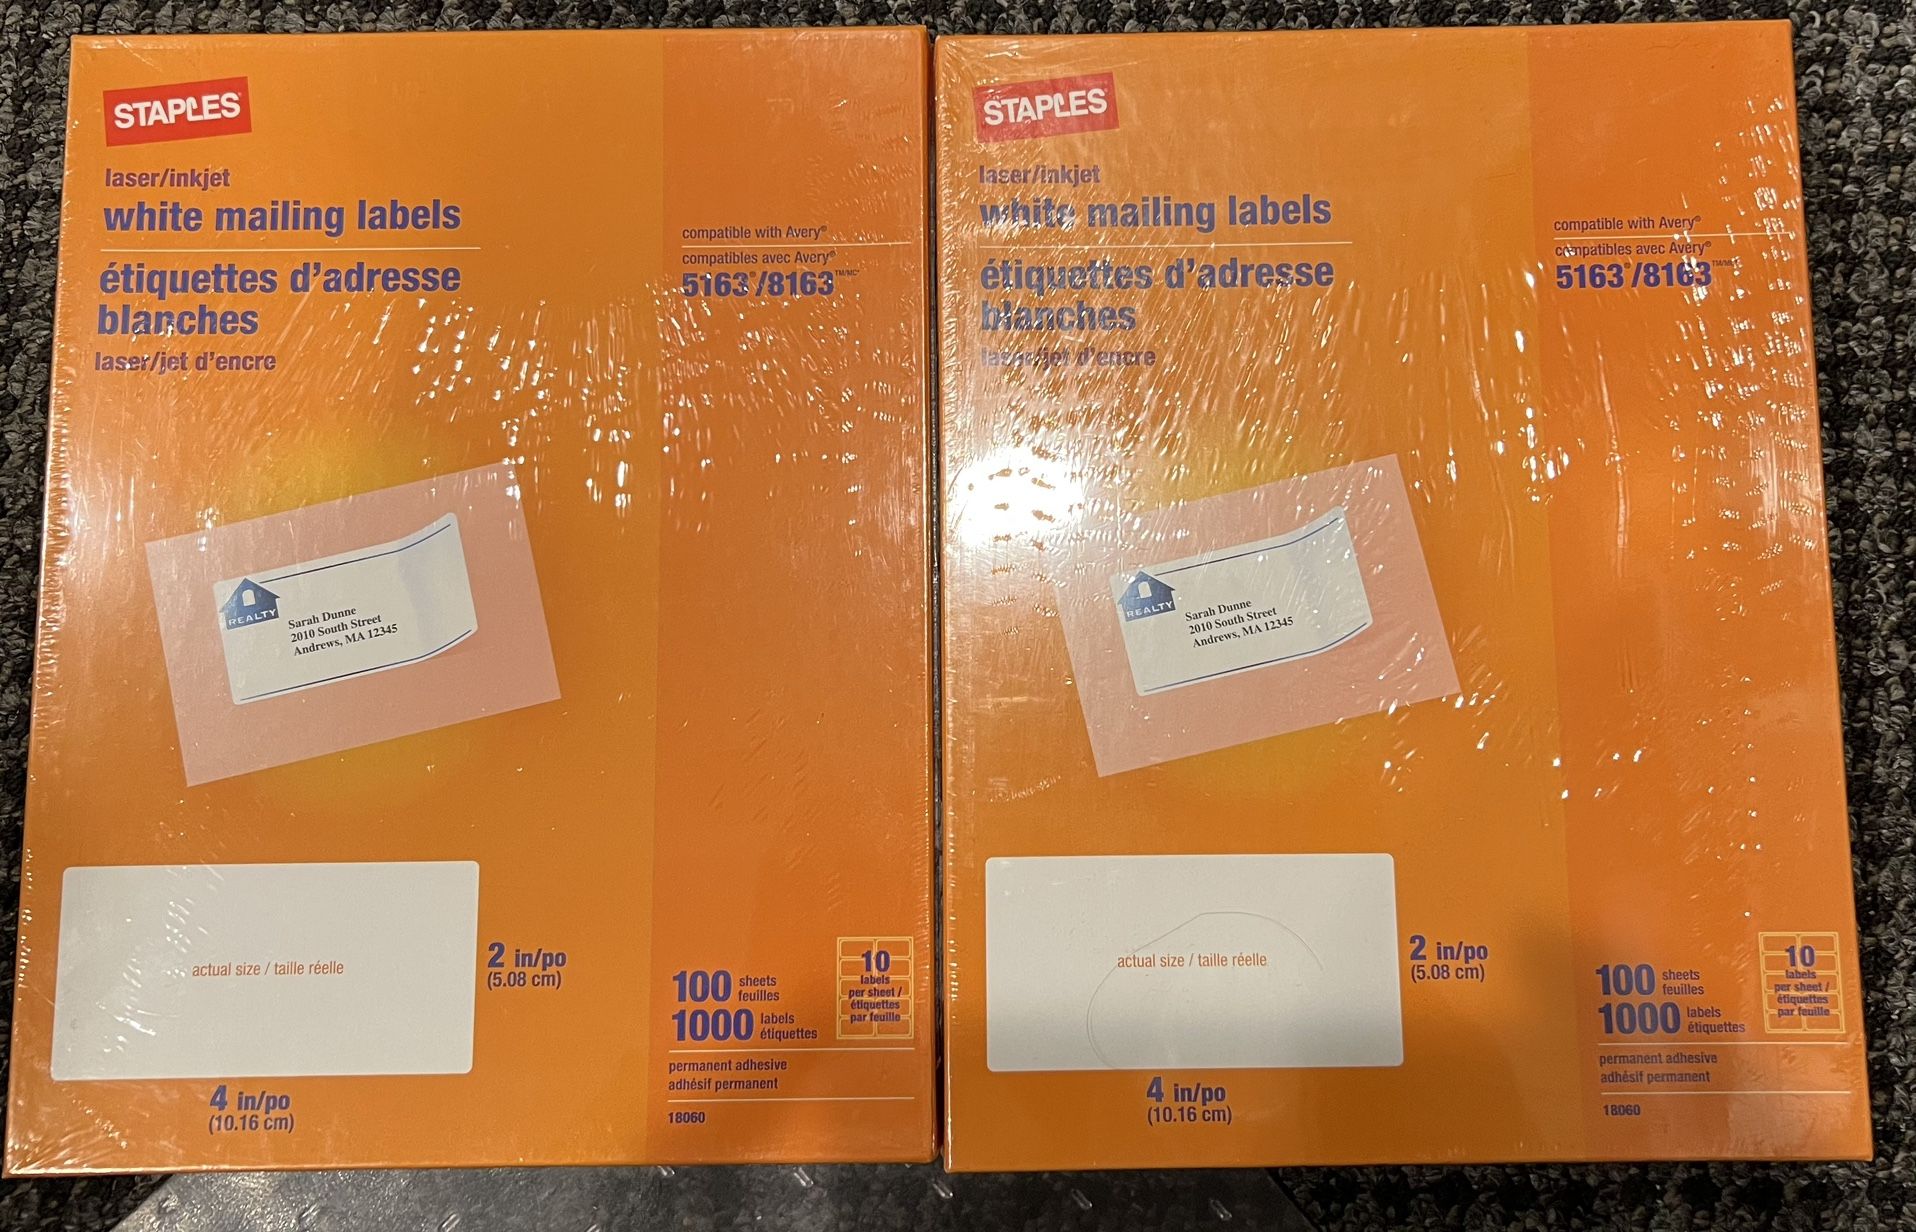 STAPLES
laser/inkjet
white mailing labels
étiquettes d'adresse
blanches
laser/jet d'encre
compatible with Avery®
compatibles avec Avery®
5163®/8163™/MC*
REALTY
Sarah Dunne
2010 South Street
Andrews, MA 12345
actual size / taille réelle
2 in/po
(5.08 cm)
4 in/po
(10.16 cm)
100 sheets
feuilles
1000 labels
étiquettes
10
labels
per sheet /
étiquettes
par feuille
permanent adhesive
adhésif permanent
18060
STAPLES
laser/inkjet
white mailing labels
étiquettes d'adresse
blanches
laser/jet d'encre
compatible with Avery®
compatibles avec Avery®
5163®/8163
REALTY
Sarah Dunne
2010 South Street
Andrews, MA 12345
actual size / taille réelle
2 in/po
(5.08 cm)
4 in/po
(10.16 cm)
100 sheets
feuilles
1000 labels
étiquettes
10
labels
per sheet /
étiquettes
par feuille
permanent adhesive
adhésif permanent
18060